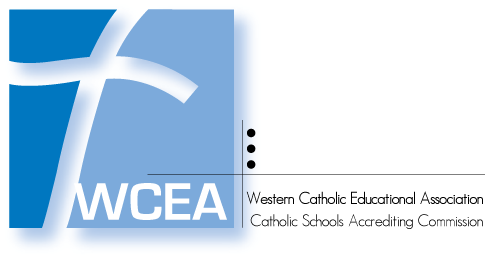 WCEA
Western Catholic Educational Association
Catholic Schools Accrediting Commission